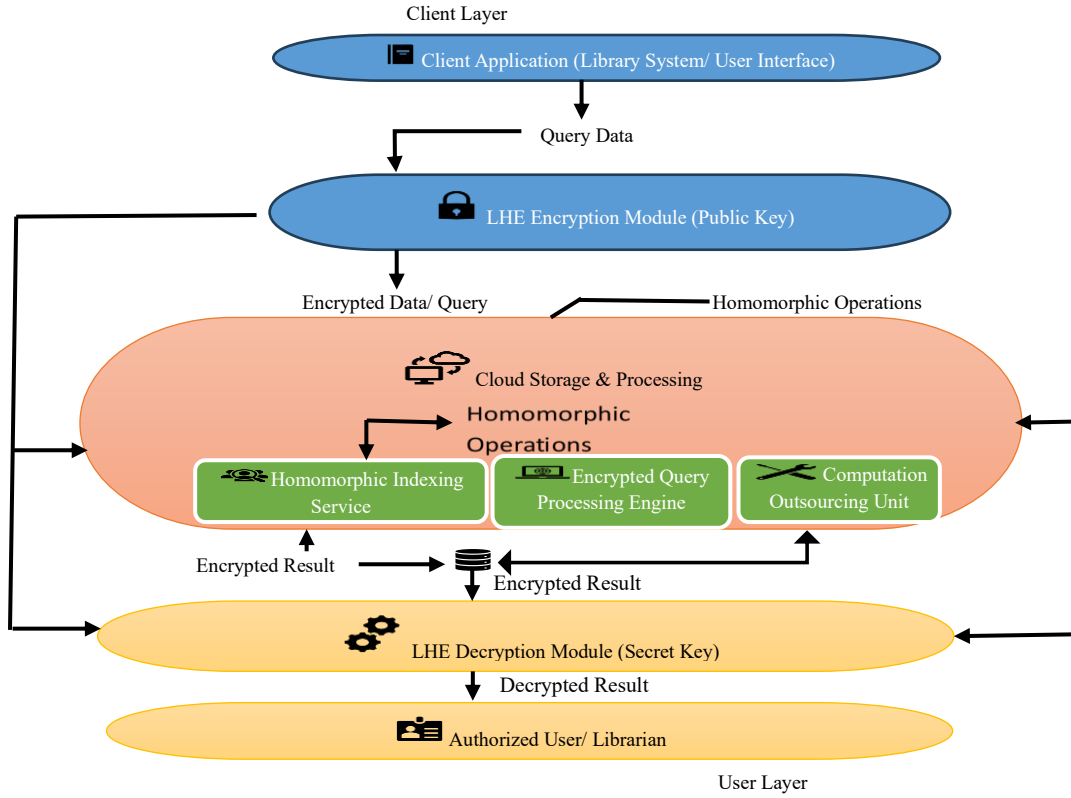 Client Layer
Client Application (Library System/ User Interface)
Query Data
LHE Encryption Module (Public Key)
Encrypted Data/ Query
Homomorphic Operations
Cloud Storage & Processing
Homomorphic
Operations
Homomorphic Indexing
Service
Encrypted Query
Processing Engine
Computation
Outsourcing Unit
Encrypted Result
Encrypted Result
LHE Decryption Module (Secret Key)
Decrypted Result
Authorized User/ Librarian
User Layer